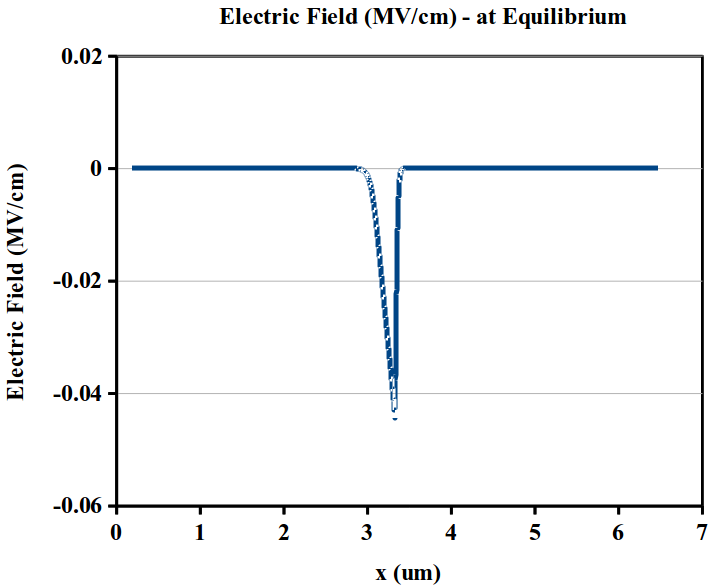 Electric Field (MV/cm) - at Equilibrium
0.02
0
-0.02
-0.04
-0.06
Electric Field (MV/cm)
0 1 2 3 4 5 6 7
x (um)